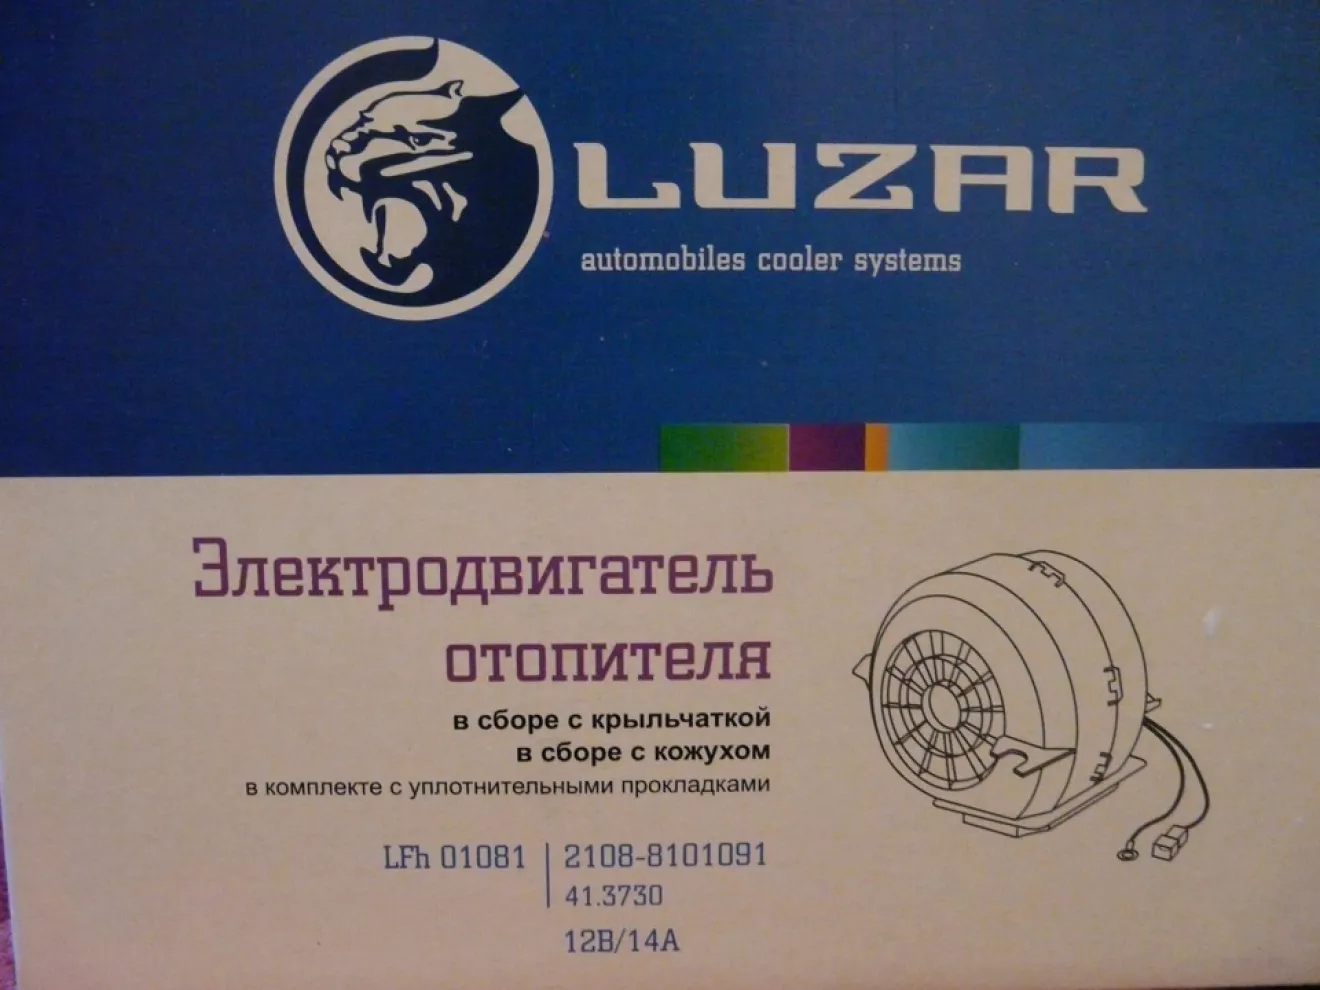 LUZAR
automobiles cooler systems
Электродвигатель
отопителя
в сборе с крыльчаткой
в сборе с кожухом
в комплекте с уплотнительными прокладками
LFh 01081 | 2108-8101091
41.3730
12В/14А